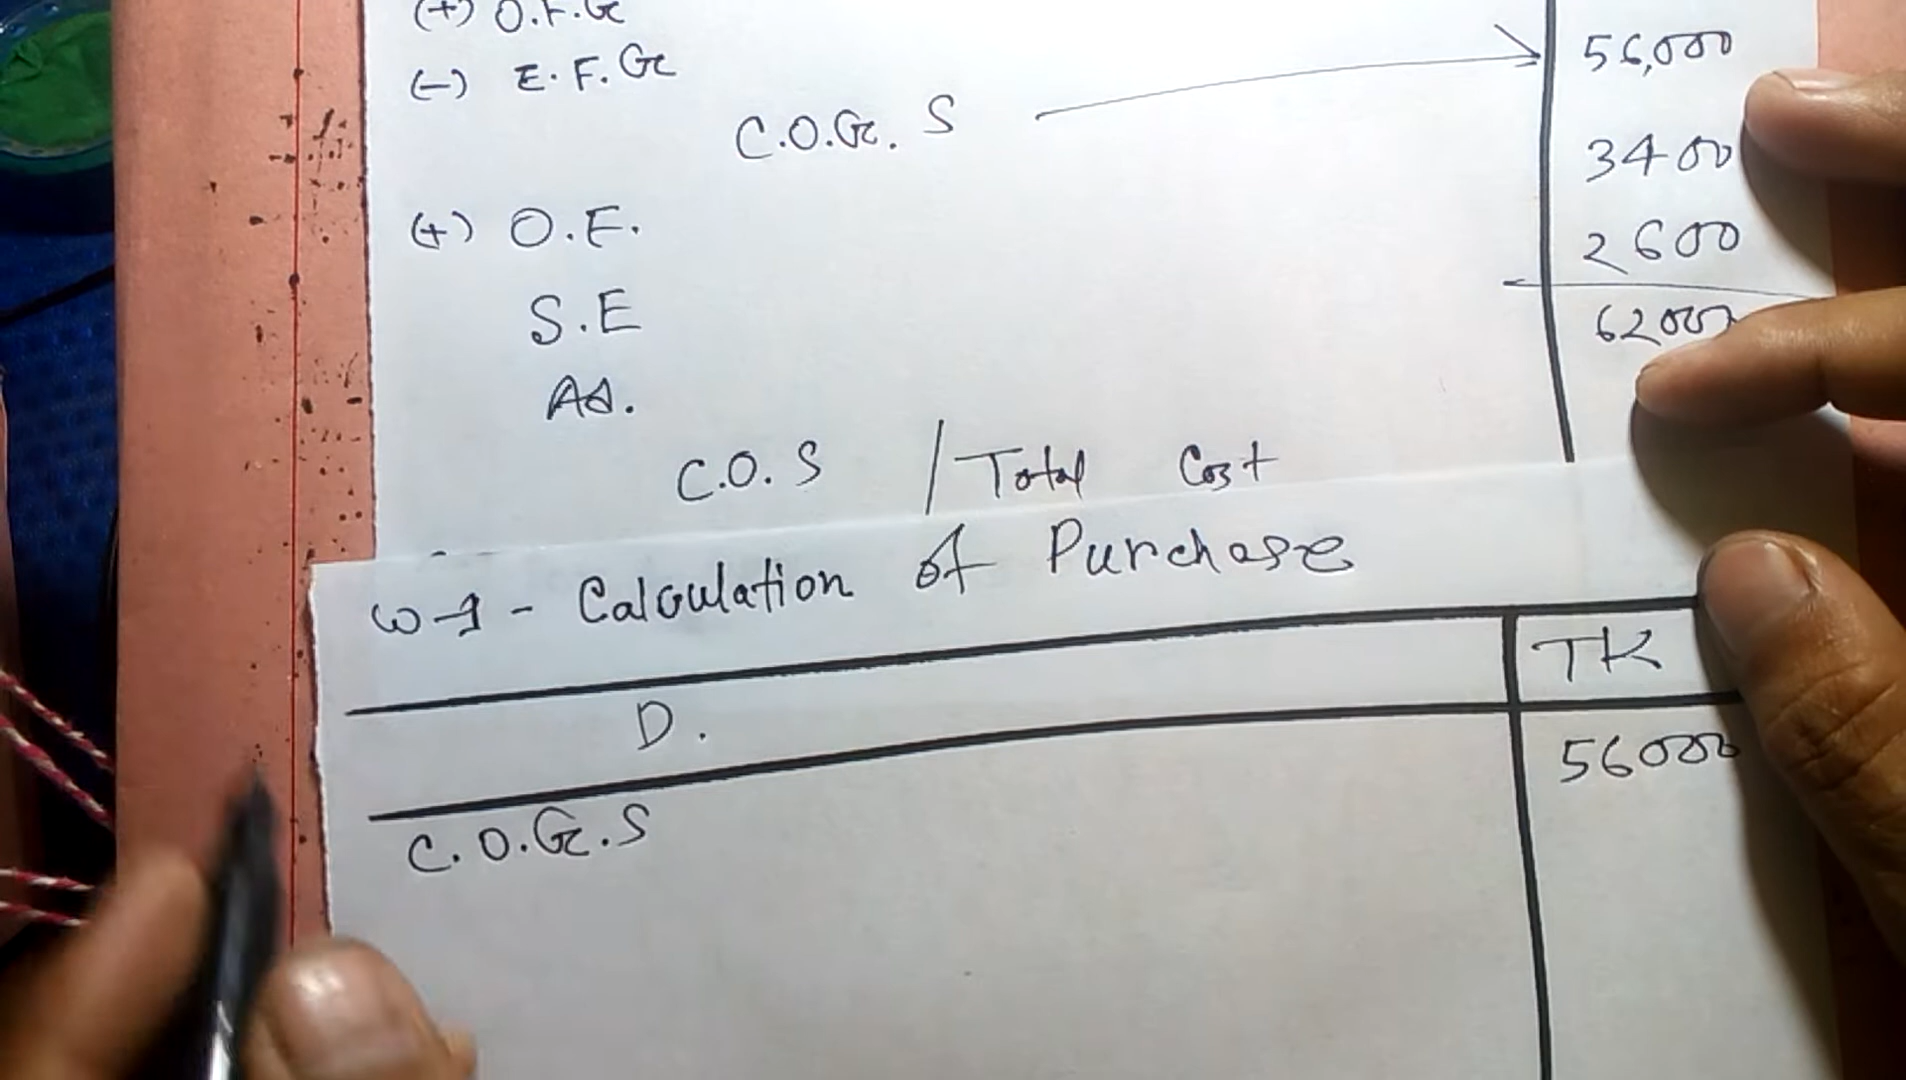 (+) O.F.G
(-) E.F.G 56,000
C.O.G.S 3400
(+) O.E. 2600
S.E 62000
Ad.
C.O.S / Total Cost
W-1 - Calculation of Purchase
D. TK
C.O.G.S 56000